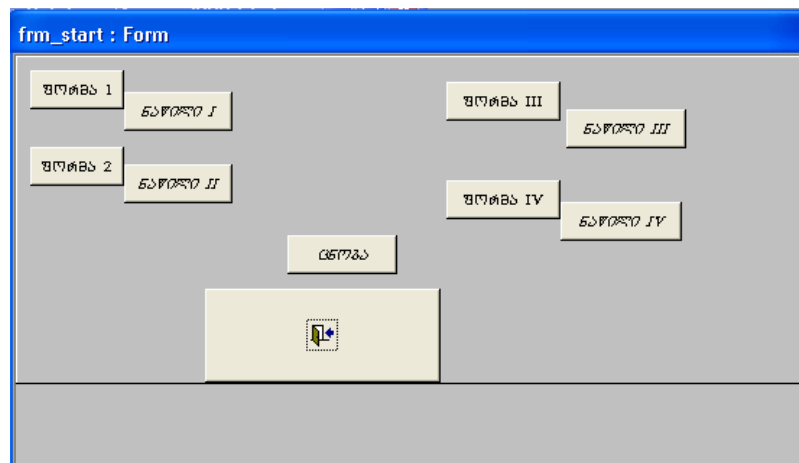 frm_start : Form
ფორმა 1
ნაწილი I
ფორმა 2
ნაწილი II
ფორმა III
ნაწილი III
ფორმა IV
ნაწილი IV
ცნობა